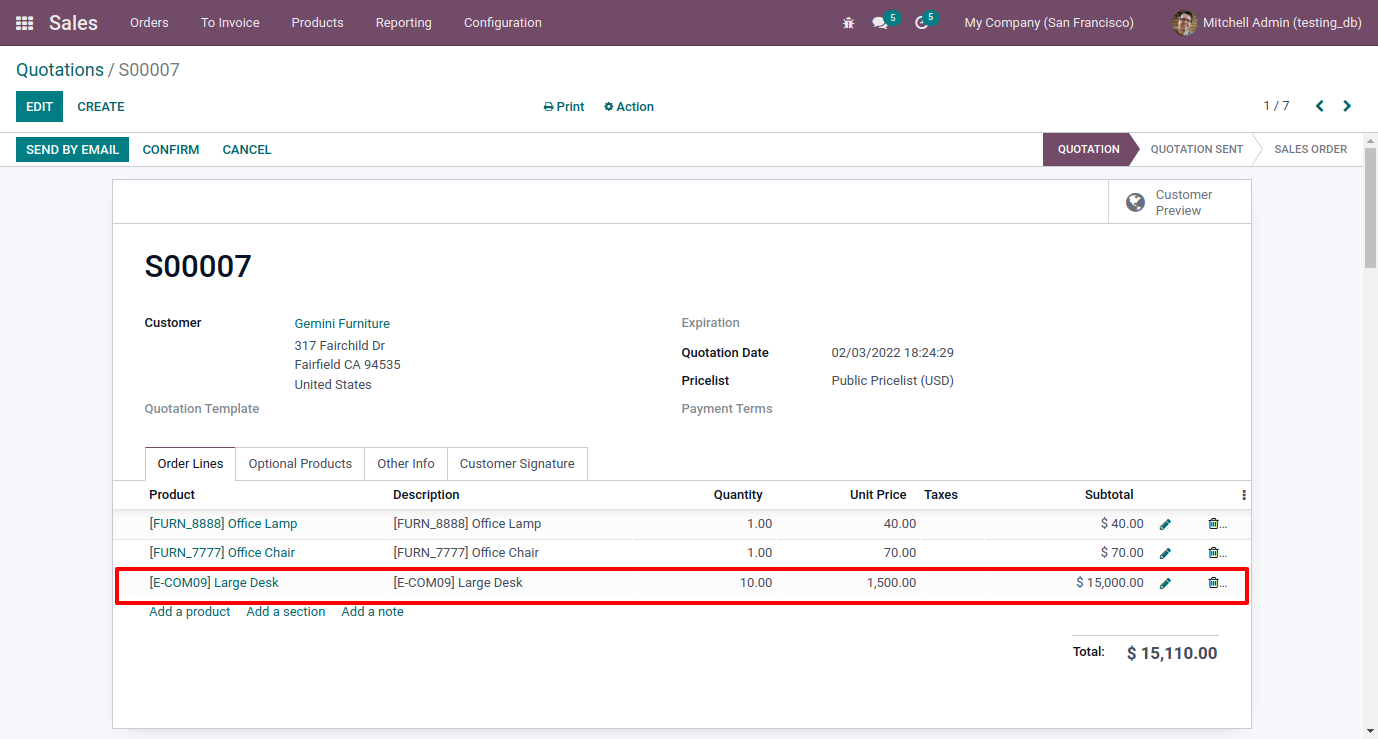 Sales Orders To Invoice Products Reporting Configuration 5 5 My Company (San Francisco) Mitchell Admin (testing_db)
Quotations / S00007
EDIT CREATE Print Action 1 / 7
SEND BY EMAIL CONFIRM CANCEL QUOTATION QUOTATION SENT SALES ORDER
Customer
Preview
S00007
Customer Gemini Furniture Expiration
317 Fairchild Dr
Quotation Date 02/03/2022 18:24:29
Fairfield CA 94535
United States Pricelist Public Pricelist (USD)
Quotation Template Payment Terms
Order Lines Optional Products Other Info Customer Signature
Product Description Quantity Unit Price Taxes Subtotal
[FURN_8888] Office Lamp [FURN_8888] Office Lamp 1.00 40.00 $ 40.00 ...
[FURN_7777] Office Chair [FURN_7777] Office Chair 1.00 70.00 $ 70.00 ...
[E-COM09] Large Desk [E-COM09] Large Desk 10.00 1,500.00 $ 15,000.00 ...
Add a product Add a section Add a note
Total: $ 15,110.00